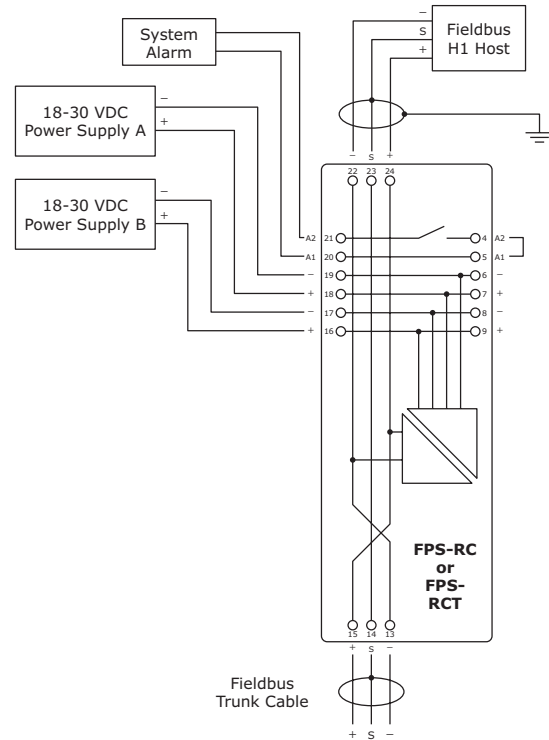 System
Alarm
−
S
+
Fieldbus
H1 Host
18-30 VDC
Power Supply A
−
+
18-30 VDC
Power Supply B
−
+
− S +
22 23 24
A2 21 4 A2
A1 20 5 A1
− 19 6 −
+ 18 7 +
− 17 8 −
+ 16 9 +
FPS-RC
or
FPS-
RCT
15 14 13
+ S −
Fieldbus
Trunk Cable
+ S −